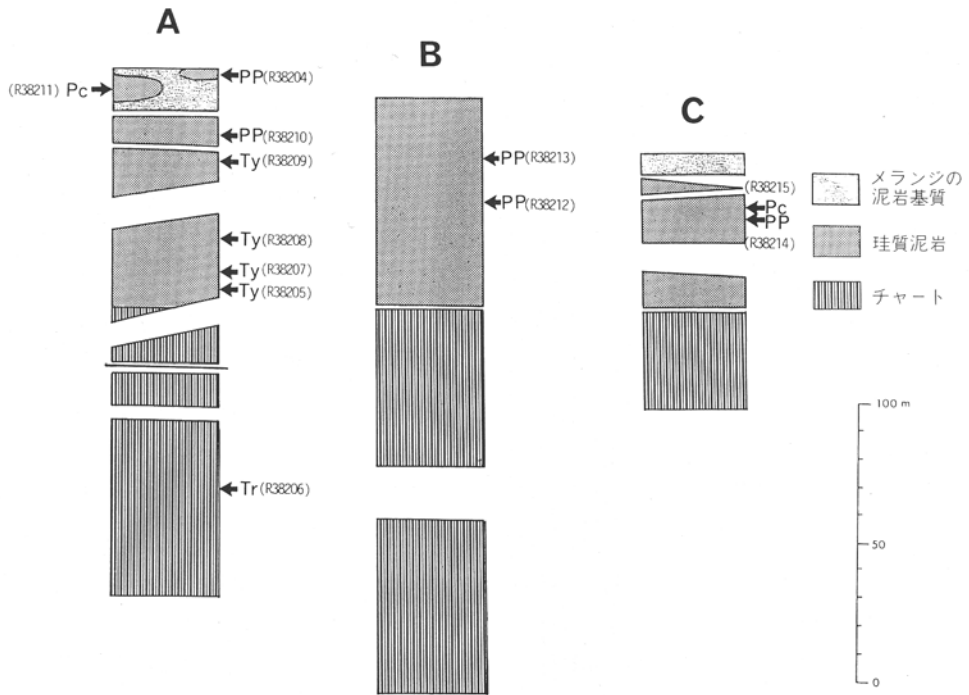 A
(R38211) Pc
PP(R38204)
PP(R38210)
Ty(R38209)
Ty(R38208)
Ty(R38207)
Ty(R38205)
Tr(R38206)
B
PP(R38213)
PP(R38212)
C
(R38215)
Pc
PP
(R38214)
メランジの
泥岩基質
珪質泥岩
チャート
100 m
50
0